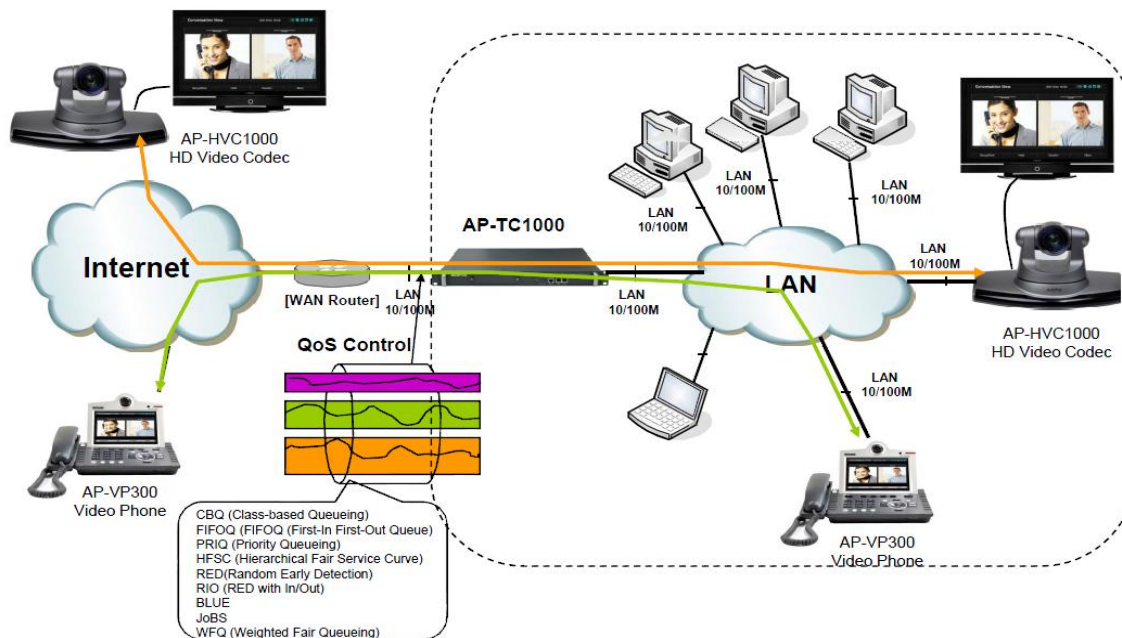 Conversation View
Conversation View
AP-HVC1000
HD Video Codec
LAN
10/100M
LAN
10/100M
LAN
10/100M
AP-TC1000
Internet
[WAN Router]
LAN
10/100M
LAN
10/100M
LAN
LAN
10/100M
AP-HVC1000
HD Video Codec
QoS Control
LAN
10/100M
AP-VP300
Video Phone
AP-VP300
Video Phone
CBQ (Class-based Queueing)
FIFOQ (FIFOQ (First-In First-Out Queue)
PRIQ (Priority Queueing)
HFSC (Hierarchical Fair Service Curve)
RED(Random Early Detection)
RIO (RED with In/Out)
BLUE
JoBS
WFQ (Weighted Fair Queueing)